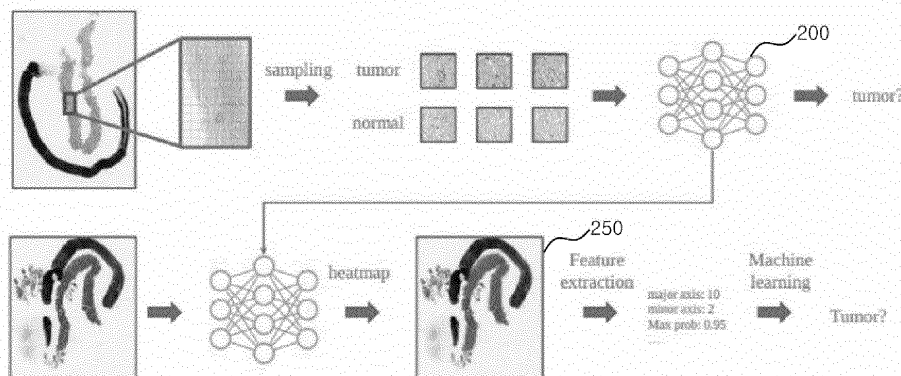 200
sampling
tumor
normal
tumor?
250
heatmap
Feature
extraction
major axis: 10
minor axis: 2
Max prob: 0.95
...
Machine
learning
Tumor?